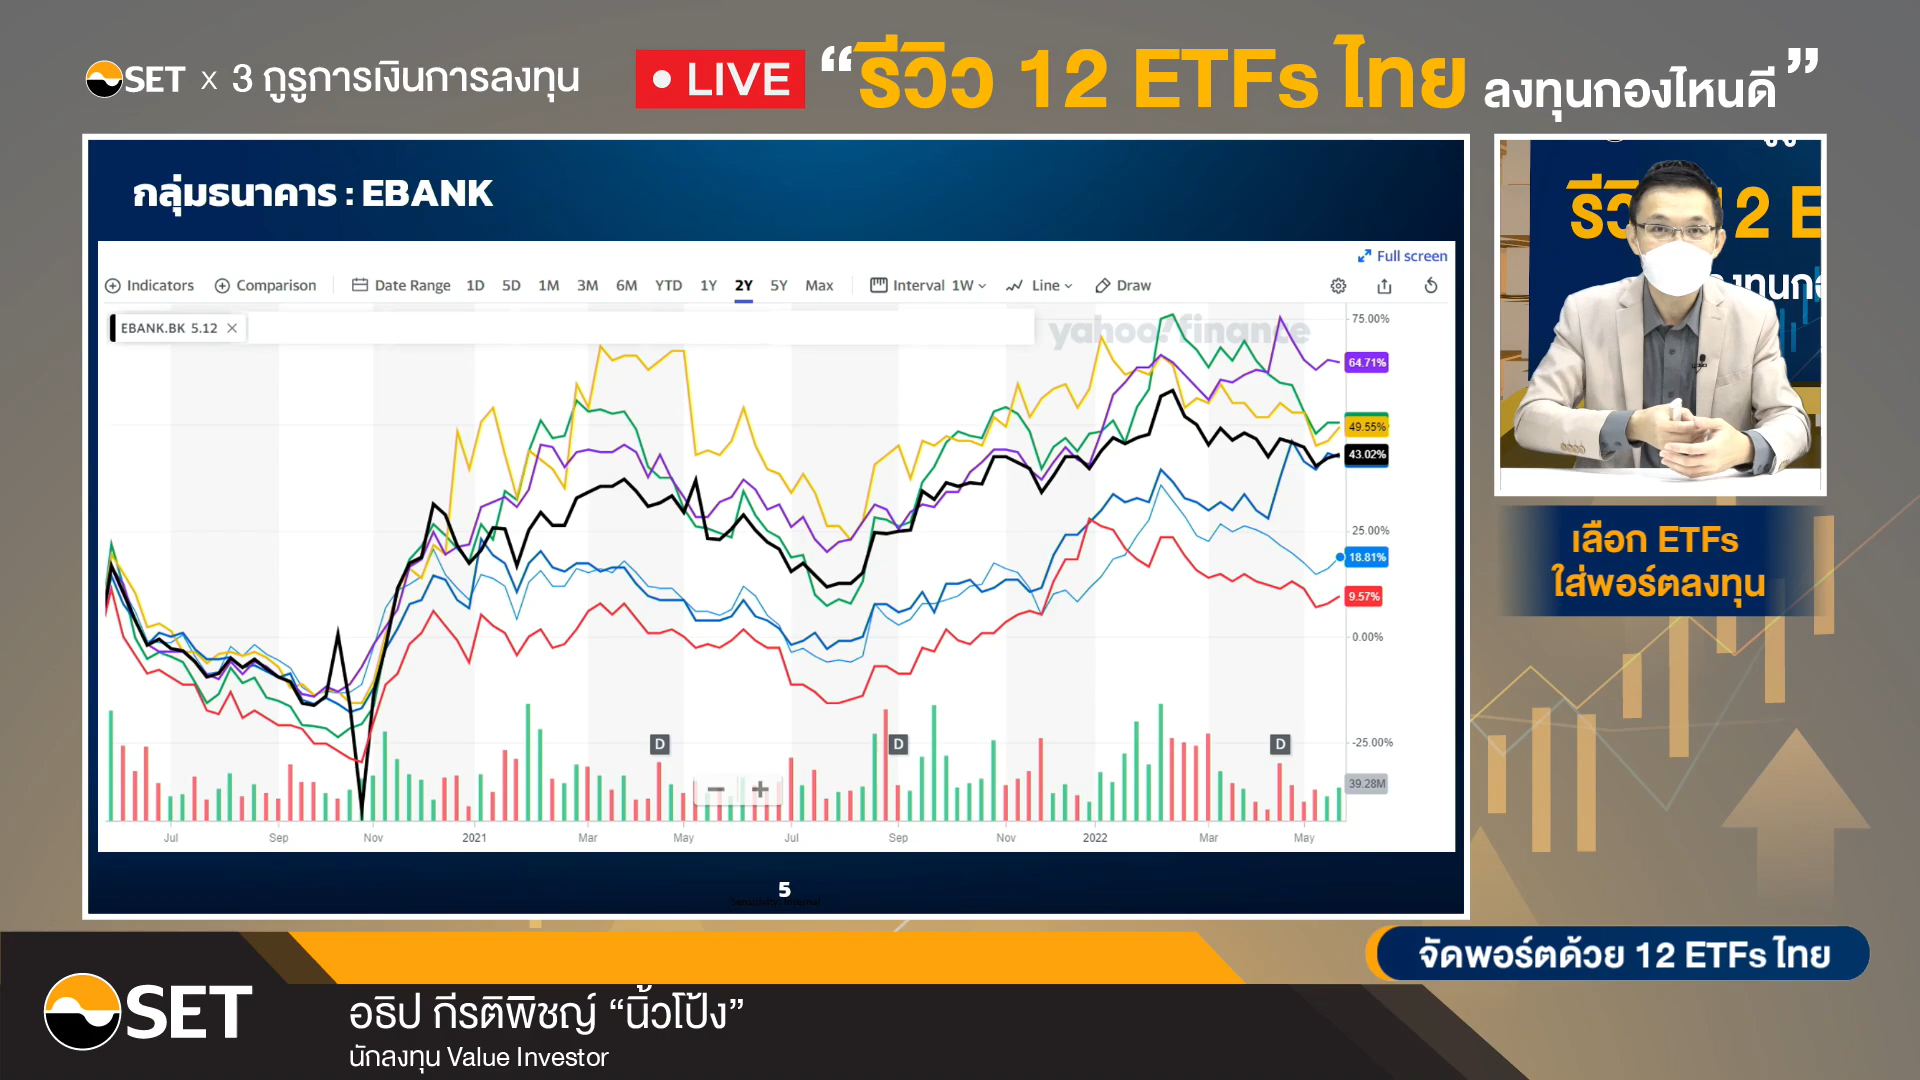 SET x 3 กูรูการเงินการลงทุน
LIVE
“รีวิว 12 ETFs ไทย ลงทุนกองไหนดี”
กลุ่มธนาคาร : EBANK
Full screen
Indicators Comparison Date Range 1D 5D 1M 3M 6M YTD 1Y 2Y 5Y Max Interval 1W Line Draw
EBANK.BK 5.12
yahoo!finance
75.00%
64.71%
49.55%
43.02%
25.00%
18.81%
9.57%
0.00%
-25.00%
39.28M
D D D
Jul Sep Nov 2021 Mar May Jul Sep Nov 2022 Mar May
5
เลือก ETFs
ใส่พอร์ตลงทุน
จัดพอร์ตด้วย 12 ETFs ไทย
SET
อธิป กีรติพิชญ์ “นิ้วโป้ง”
นักลงทุน Value Investor